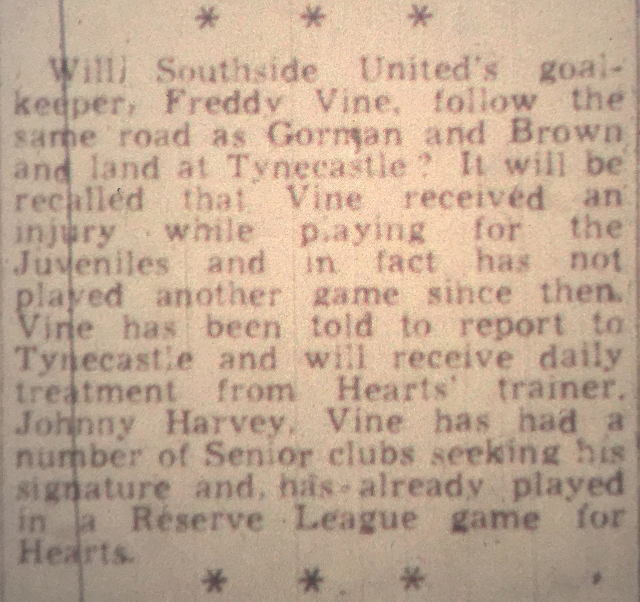 * * *
Will Southside United's goal-
keeper, Freddy Vine, follow the
same road as Gorman and Brown
and land at Tynecastle? It will be
recalled that Vine received an
injury while playing for the
Juveniles and in fact has not
played another game since then.
Vine has been told to report to
Tynecastle and will receive daily
treatment from Hearts' trainer,
Johnny Harvey. Vine has had a
number of Senior clubs seeking his
signature and has already played
in a Reserve League game for
Hearts.
* * *